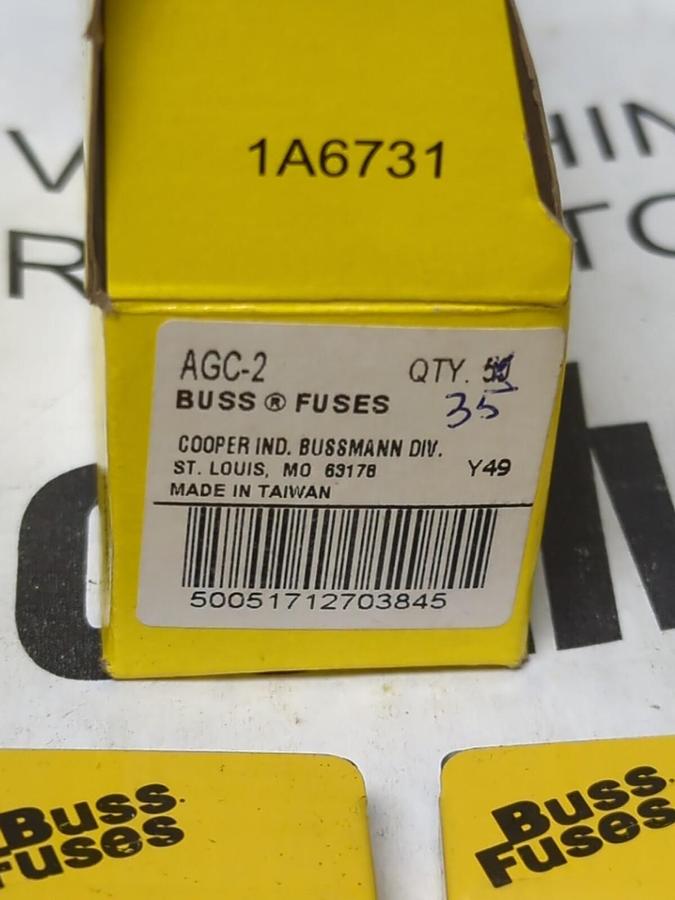 1A6731
AGC-2 QTY.
35
BUSS ® FUSES
COOPER IND. BUSSMANN DIV.
ST. LOUIS, MO 63178 Y49
MADE IN TAIWAN
50051712703845
Buss
Fuses
Buss
Fuses